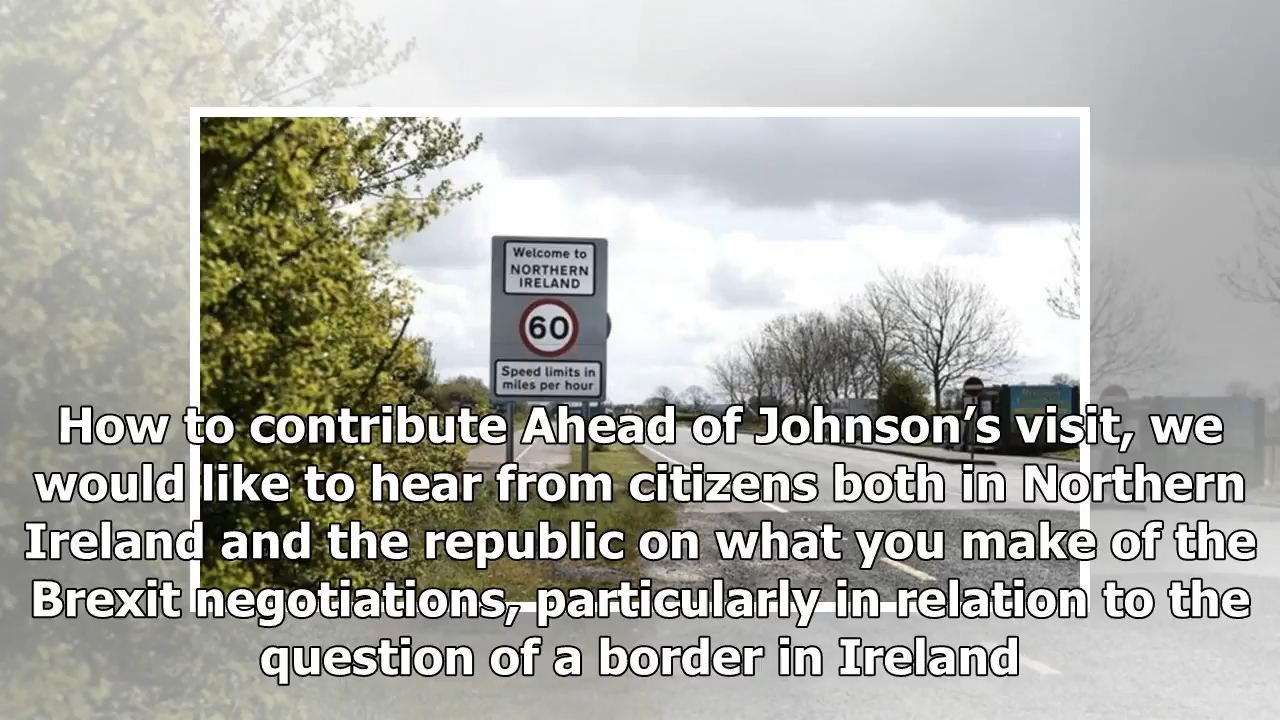 Welcome to
NORTHERN
IRELAND
60
Speed limits in
miles per hour
How to contribute Ahead of Johnson’s visit, we
would like to hear from citizens both in Northern
Ireland and the republic on what you make of the
Brexit negotiations, particularly in relation to the
question of a border in Ireland